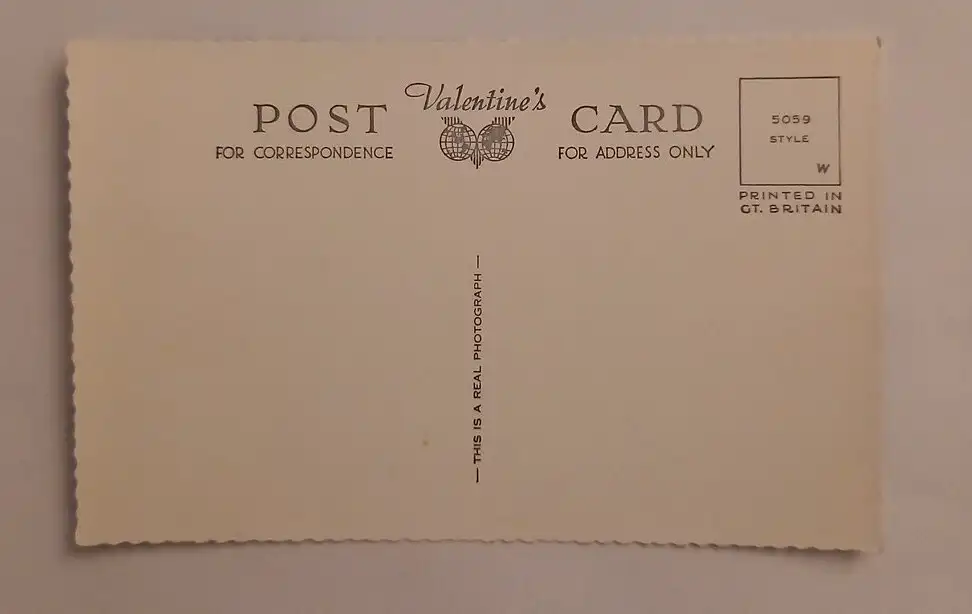 Valentine's
POST CARD
FOR CORRESPONDENCE
FOR ADDRESS ONLY
5059
STYLE
W
PRINTED IN
GT. BRITAIN
— THIS IS A REAL PHOTOGRAPH —